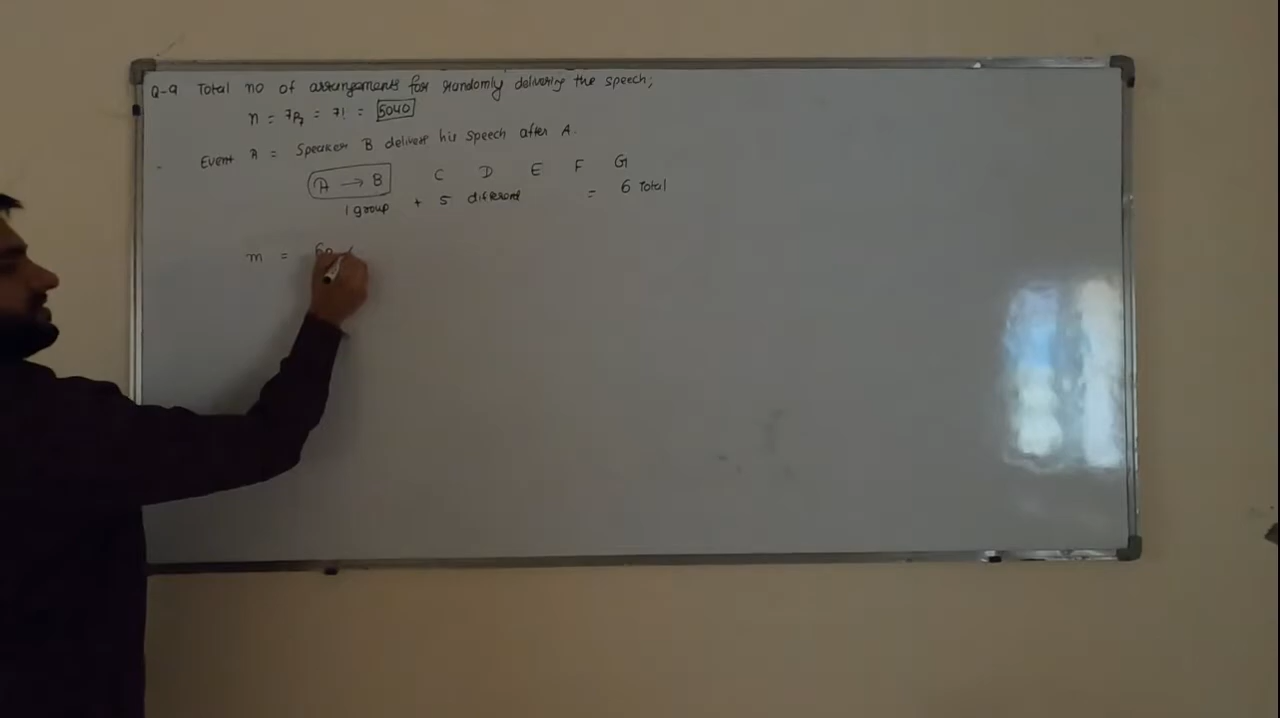 Q-9 Total no of arrangements for randomly delivering the speech;
n = 7P7 = 7! = 5040
Event A = Speaker B deliver his speech after A.
A → B C D E F G
1 group + 5 different = 6 Total
m = 6P